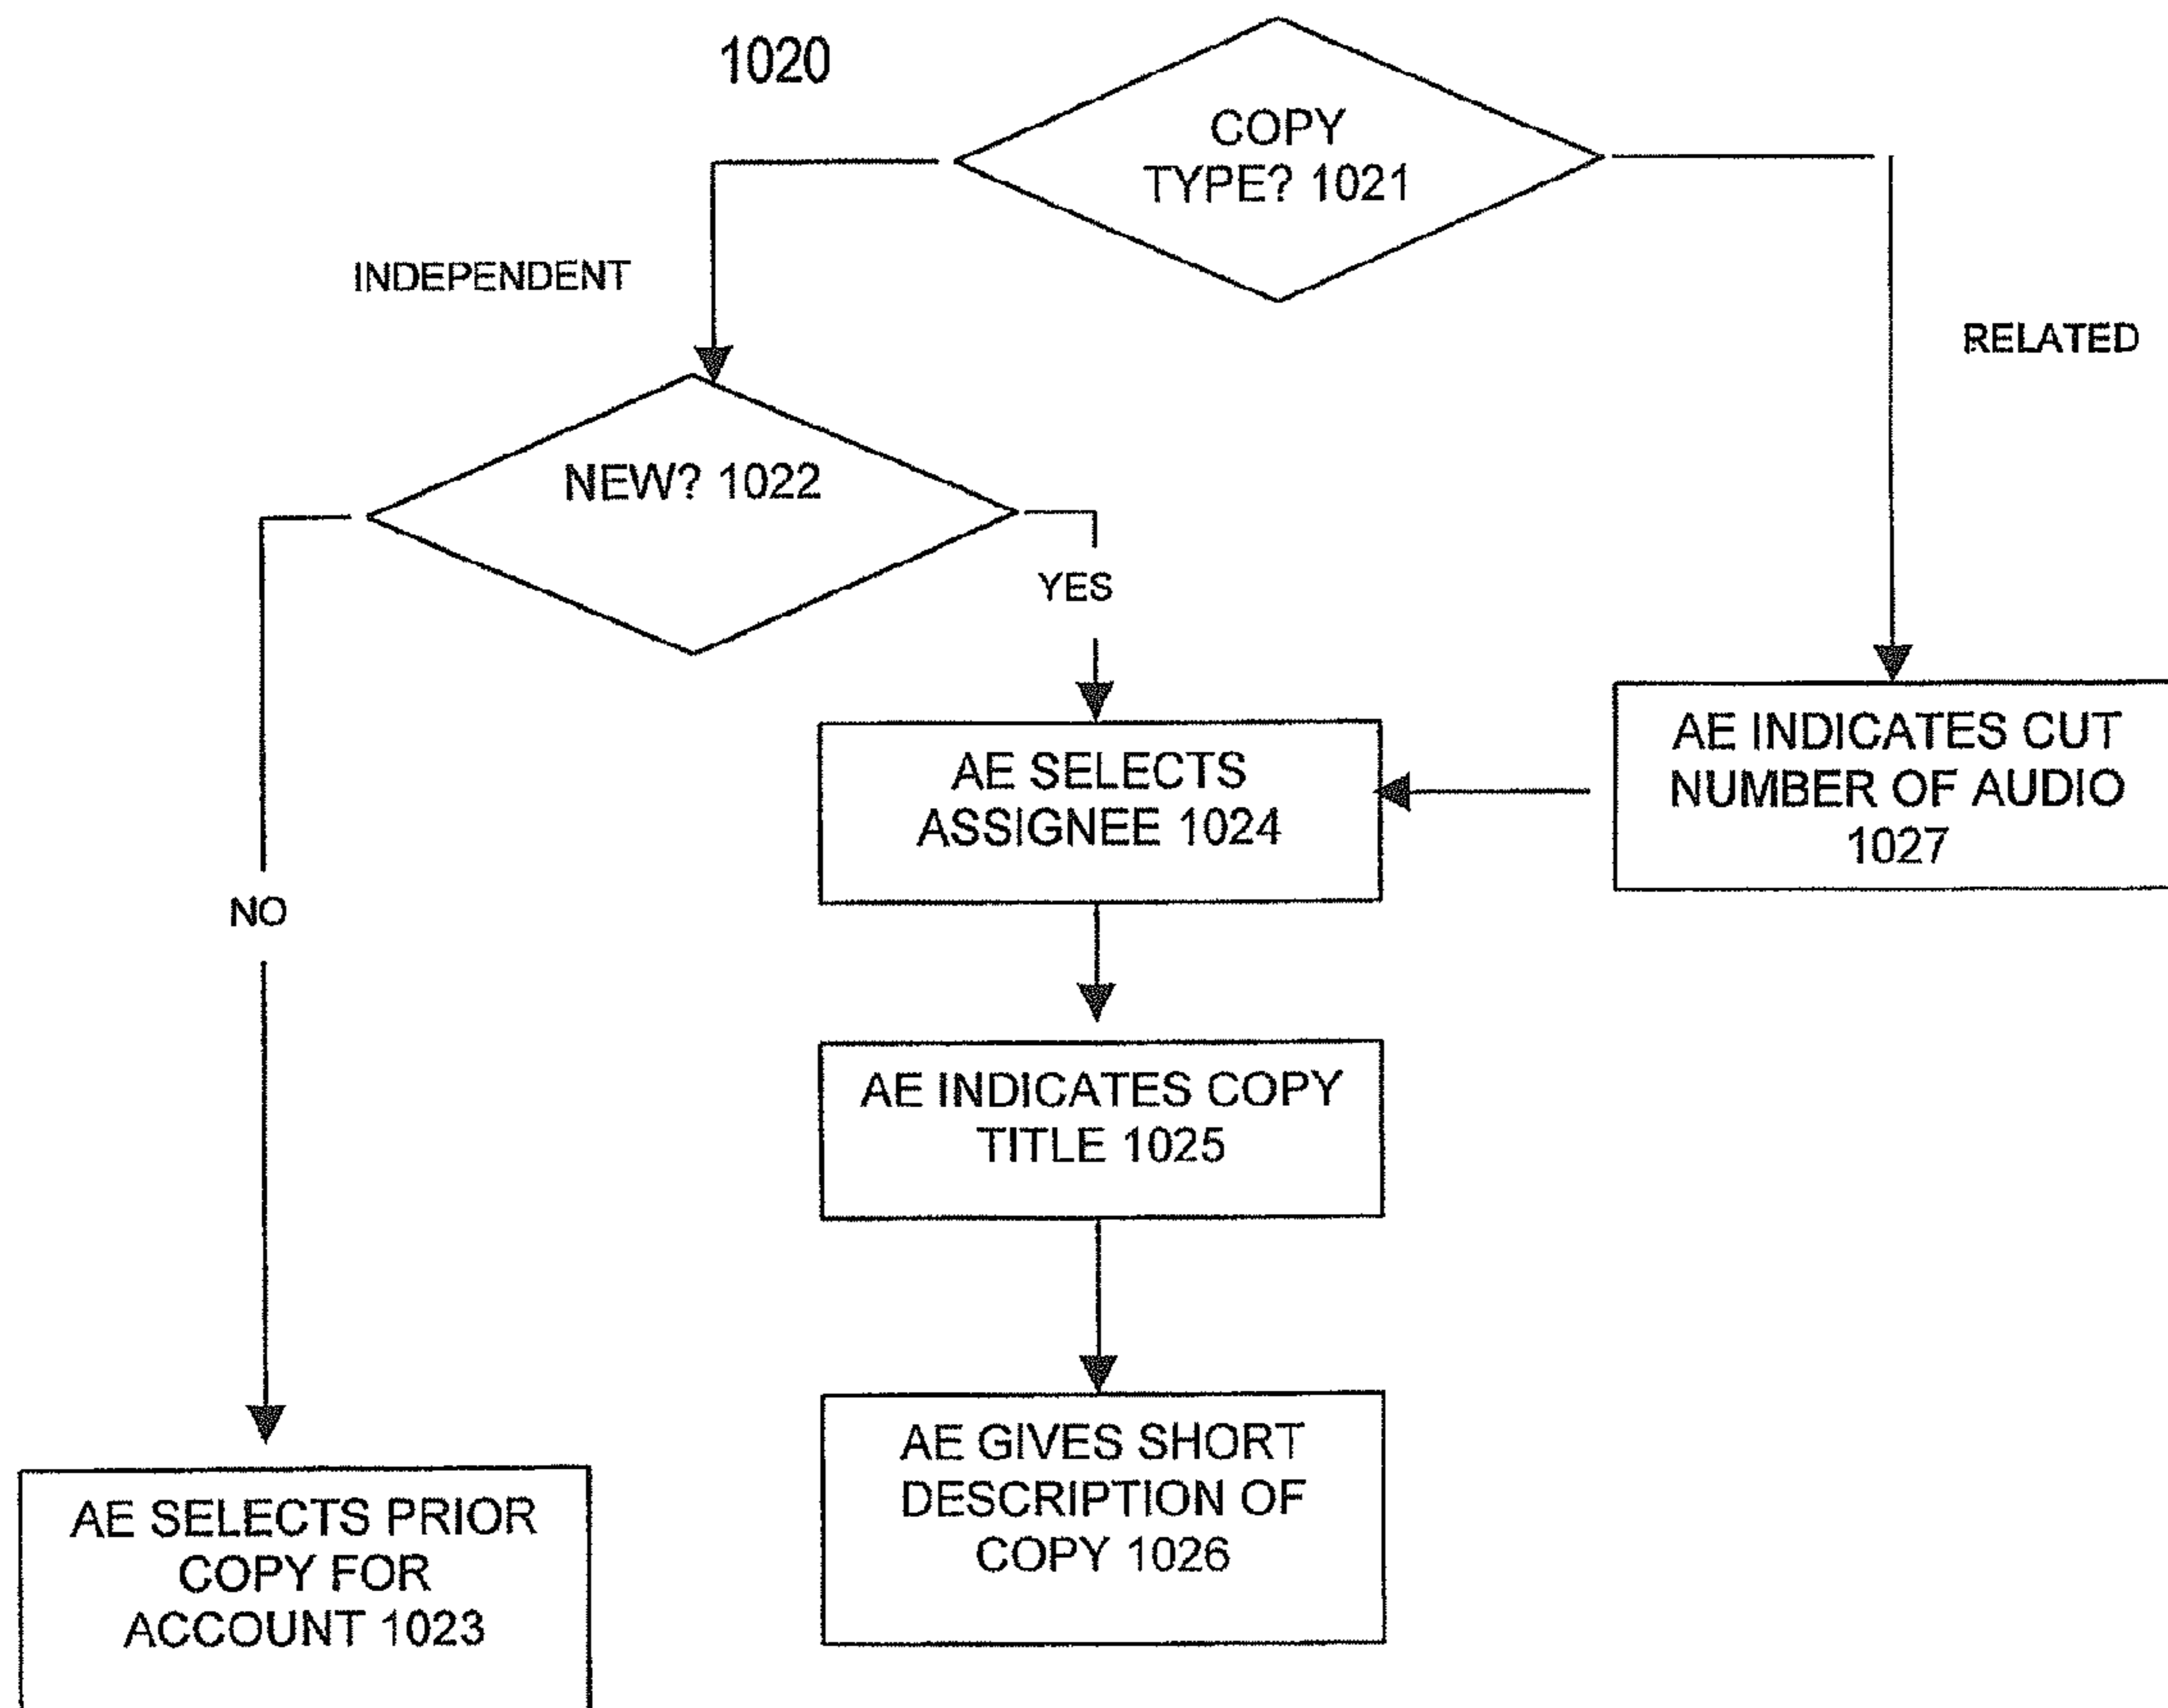 1020
COPY
TYPE? 1021
INDEPENDENT
RELATED
NEW? 1022
YES
AE SELECTS
ASSIGNEE 1024
AE INDICATES CUT
NUMBER OF AUDIO
1027
NO
AE INDICATES COPY
TITLE 1025
AE GIVES SHORT
DESCRIPTION OF
COPY 1026
AE SELECTS PRIOR
COPY FOR
ACCOUNT 1023